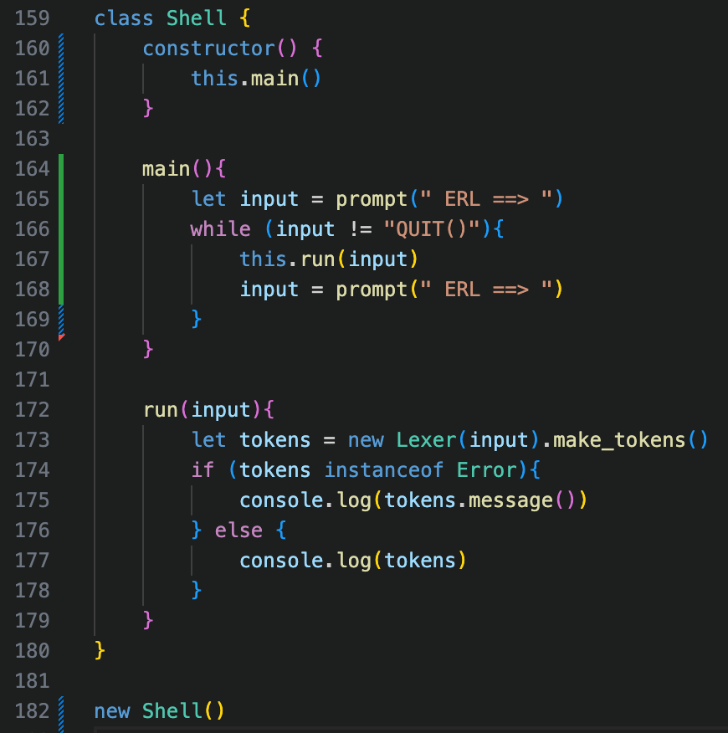 159 class Shell {
160     constructor() {
161         this.main()
162     }
163
164     main(){
165         let input = prompt(" ERL ==> ")
166         while (input != "QUIT()"){
167             this.run(input)
168             input = prompt(" ERL ==> ")
169         }
170     }
171
172     run(input){
173         let tokens = new Lexer(input).make_tokens()
174         if (tokens instanceof Error){
175             console.log(tokens.message())
176         } else {
177             console.log(tokens)
178         }
179     }
180 }
181
182 new Shell()